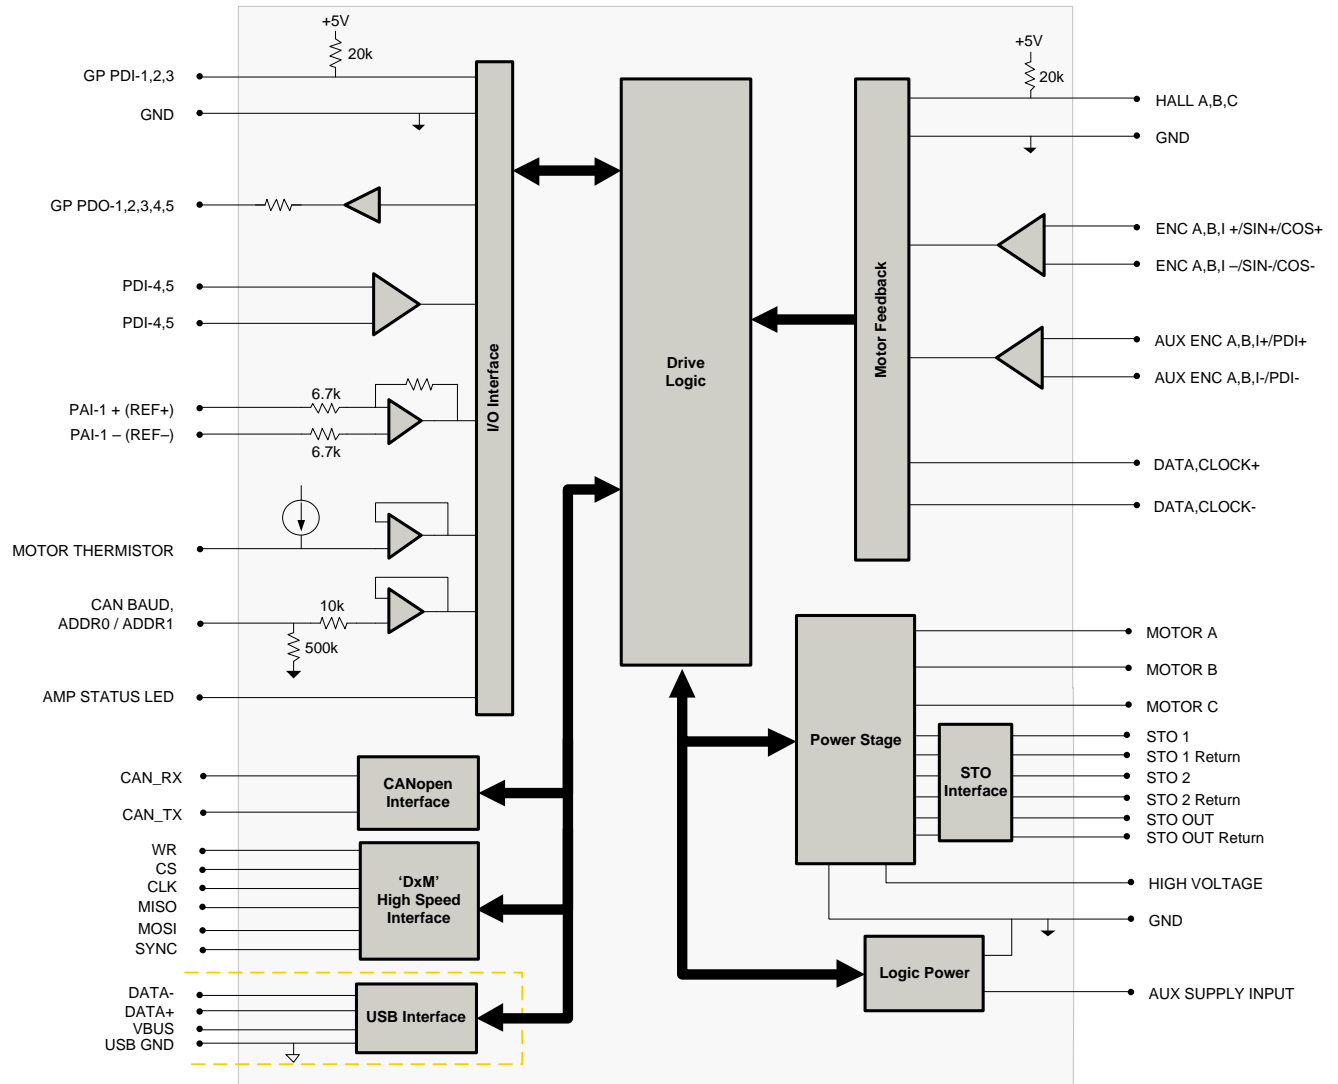 +5V
20k
GP PDI-1,2,3
GND
GP PDO-1,2,3,4,5
PDI-4,5
PDI-4,5
6.7k
PAI-1 + (REF+)
PAI-1 – (REF–)
6.7k
MOTOR THERMISTOR
CAN BAUD,
ADDR0 / ADDR1
10k
500k
AMP STATUS LED
I/O Interface
CAN_RX
CAN_TX
CANopen
Interface
WR
CS
CLK
MISO
MOSI
SYNC
‘DxM’
High Speed
Interface
DATA-
DATA+
VBUS
USB GND
USB Interface
Drive
Logic
Motor Feedback
+5V
20k
HALL A,B,C
GND
ENC A,B,I +/SIN+/COS+
ENC A,B,I –/SIN-/COS-
AUX ENC A,B,I+/PDI+
AUX ENC A,B,I-/PDI-
DATA,CLOCK+
DATA,CLOCK-
Power Stage
MOTOR A
MOTOR B
MOTOR C
STO
Interface
STO 1
STO 1 Return
STO 2
STO 2 Return
STO OUT
STO OUT Return
HIGH VOLTAGE
GND
Logic Power
AUX SUPPLY INPUT